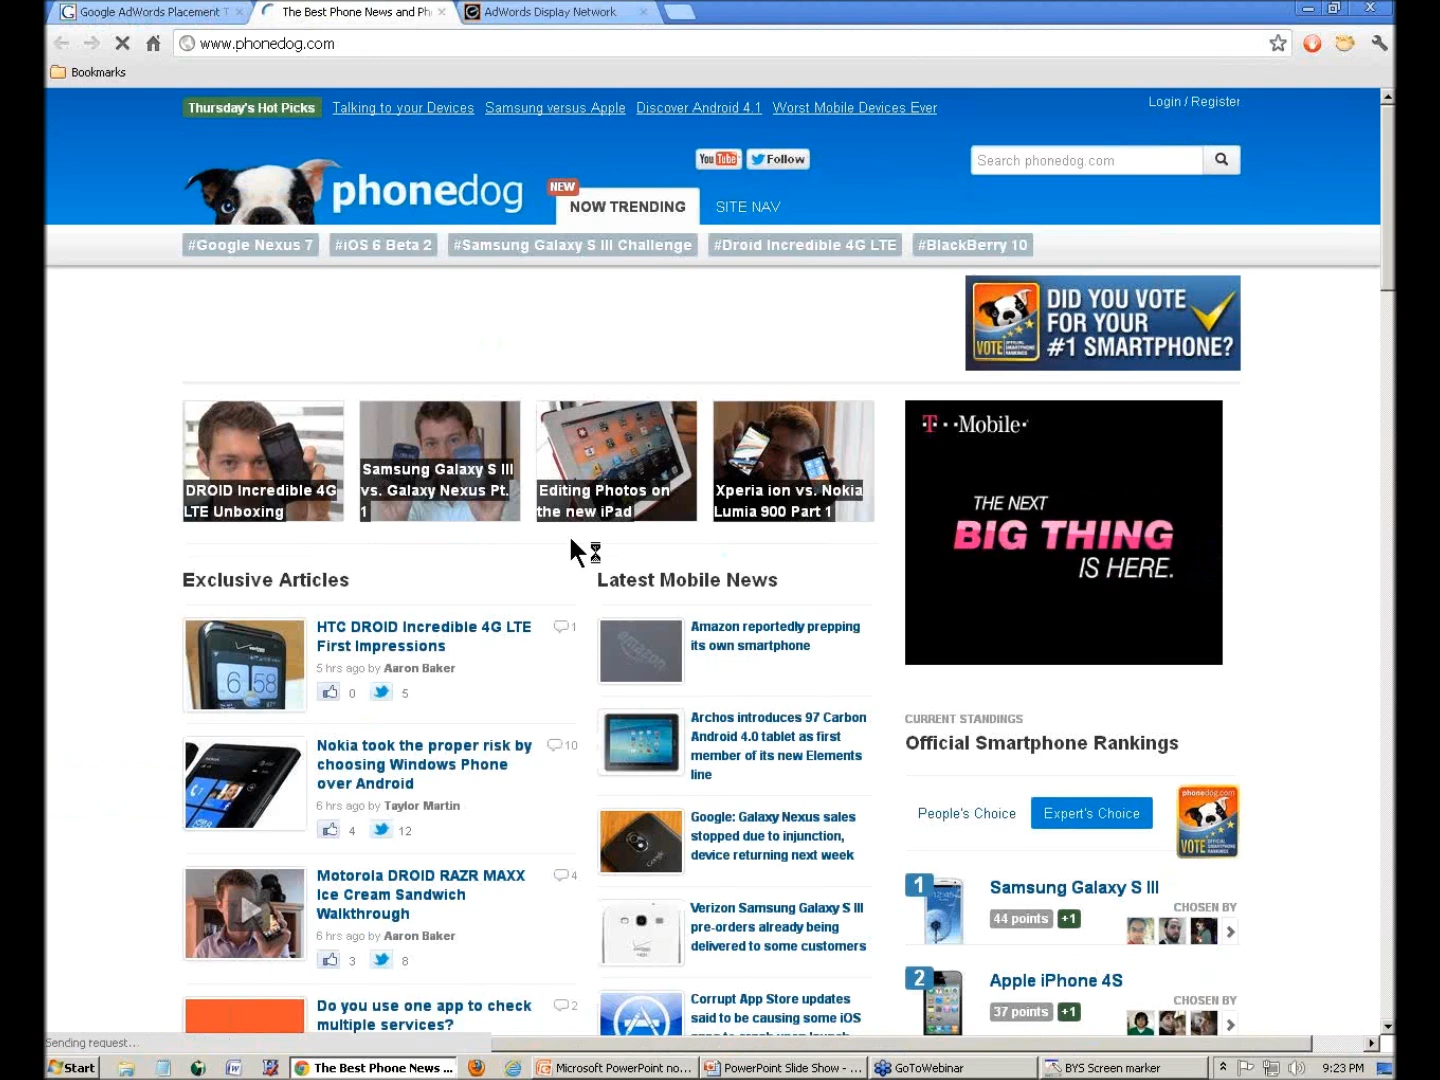 Google AdWords Placement T
The Best Phone News and Ph
AdWords Display Network
www.phonedog.com
Bookmarks
Thursday's Hot Picks Talking to your Devices Samsung versus Apple Discover Android 4.1 Worst Mobile Devices Ever
Login / Register
You Tube Follow
Search phonedog.com
phonedog
NEW
NOW TRENDING SITE NAV
#Google Nexus 7 #iOS 6 Beta 2 #Samsung Galaxy S III Challenge #Droid Incredible 4G LTE #BlackBerry 10
DID YOU VOTE
FOR YOUR
#1 SMARTPHONE?
VOTE
DROID Incredible 4G
LTE Unboxing
Samsung Galaxy S III
vs. Galaxy Nexus Pt.
1
Editing Photos on
the new iPad
Xperia ion vs. Nokia
Lumia 900 Part 1
T-Mobile
THE NEXT
BIG THING
IS HERE.
Exclusive Articles
HTC DROID Incredible 4G LTE
First Impressions
1
5 hrs ago by Aaron Baker
0 5
Nokia took the proper risk by
choosing Windows Phone
over Android
10
6 hrs ago by Taylor Martin
4 12
Motorola DROID RAZR MAXX
Ice Cream Sandwich
Walkthrough
4
6 hrs ago by Aaron Baker
3 8
Do you use one app to check
multiple services?
2
Latest Mobile News
Amazon reportedly prepping
its own smartphone
Archos introduces 97 Carbon
Android 4.0 tablet as first
member of its new Elements
line
Google: Galaxy Nexus sales
stopped due to injunction,
device returning next week
Verizon Samsung Galaxy S III
pre-orders already being
delivered to some customers
Corrupt App Store updates
said to be causing some iOS
CURRENT STANDINGS
Official Smartphone Rankings
People's Choice Expert's Choice
phonedog.com
VOTE
1
Samsung Galaxy S III
44 points +1
CHOSEN BY
2
Apple iPhone 4S
37 points +1
CHOSEN BY
Sending request...
Start
The Best Phone News ...
Microsoft PowerPoint no...
PowerPoint Slide Show - ...
GoToWebinar
BYS Screen marker
9:23 PM